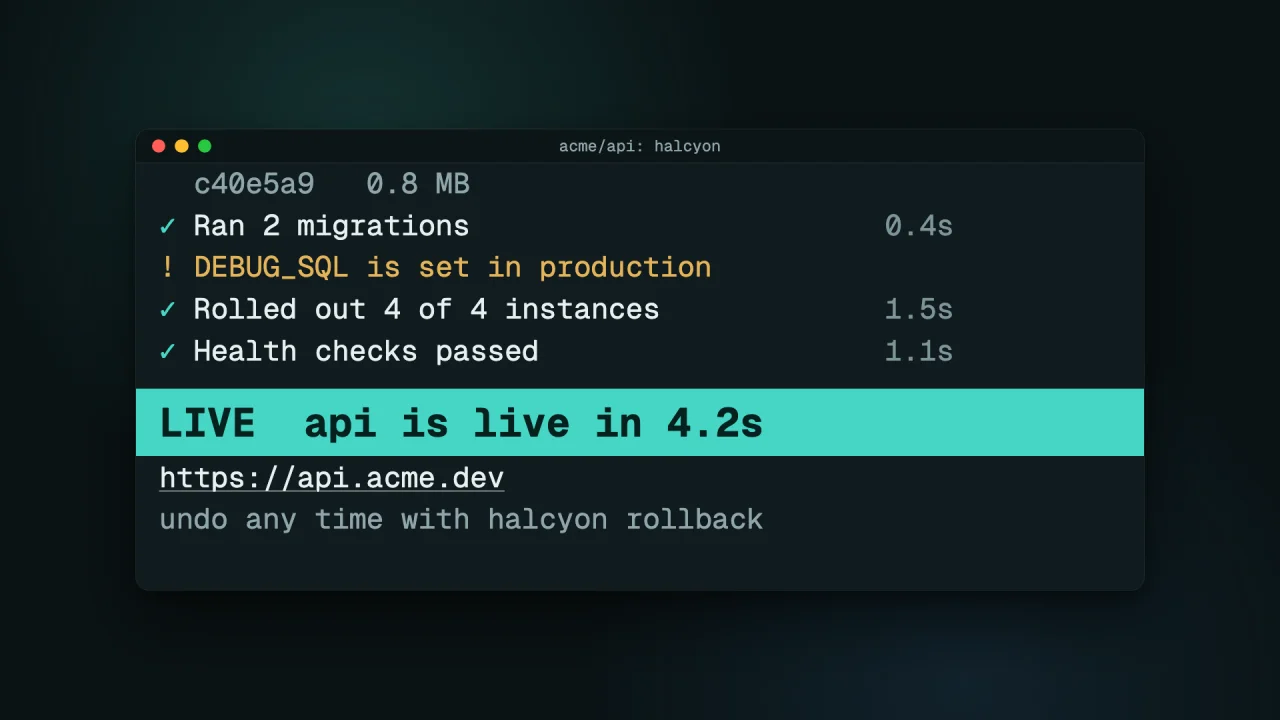 acme/api: halcyon
c40e5a9 0.8 MB
✓ Ran 2 migrations 0.4s
! DEBUG_SQL is set in production
✓ Rolled out 4 of 4 instances 1.5s
✓ Health checks passed 1.1s
LIVE api is live in 4.2s
https://api.acme.dev
undo any time with halcyon rollback